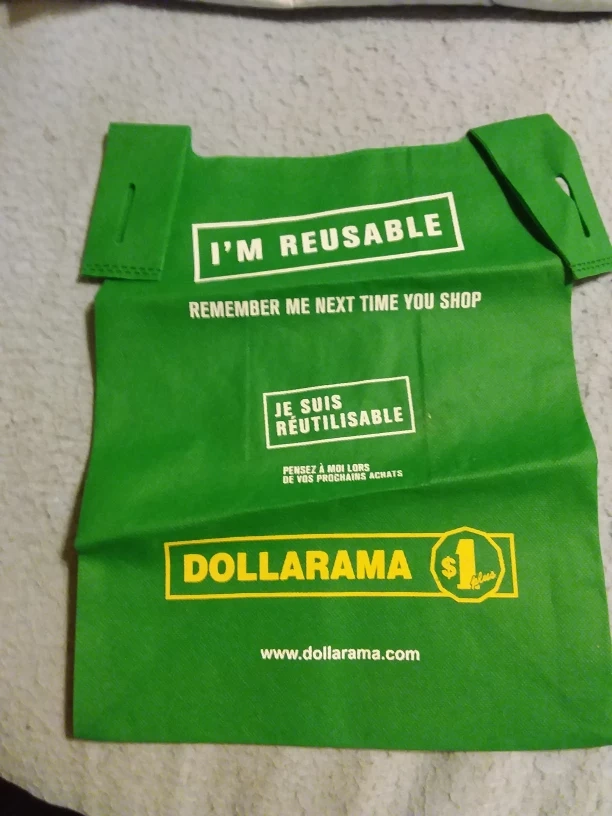 I'M REUSABLE
REMEMBER ME NEXT TIME YOU SHOP
JE SUIS
RÉUTILISABLE
PENSEZ À MOI LORS
DE VOS PROCHAINS ACHATS
DOLLARAMA $1 plus
www.dollarama.com